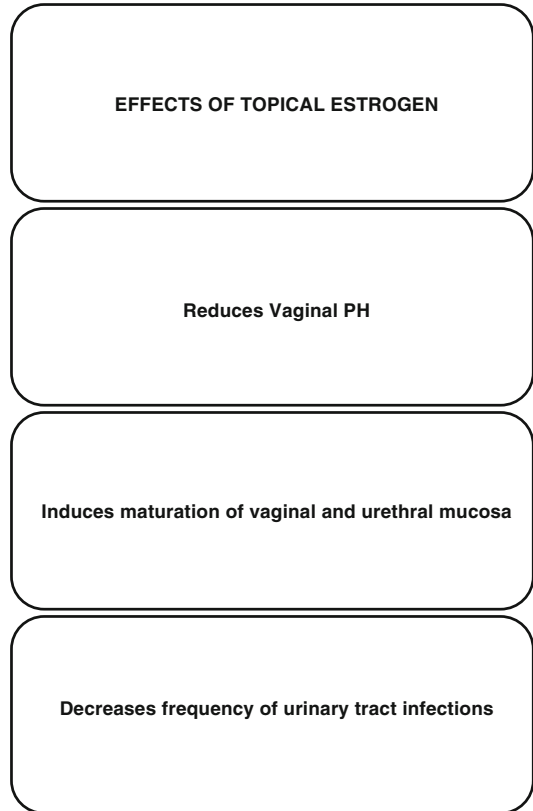 EFFECTS OF TOPICAL ESTROGEN
Reduces Vaginal PH
Induces maturation of vaginal and urethral mucosa
Decreases frequency of urinary tract infections